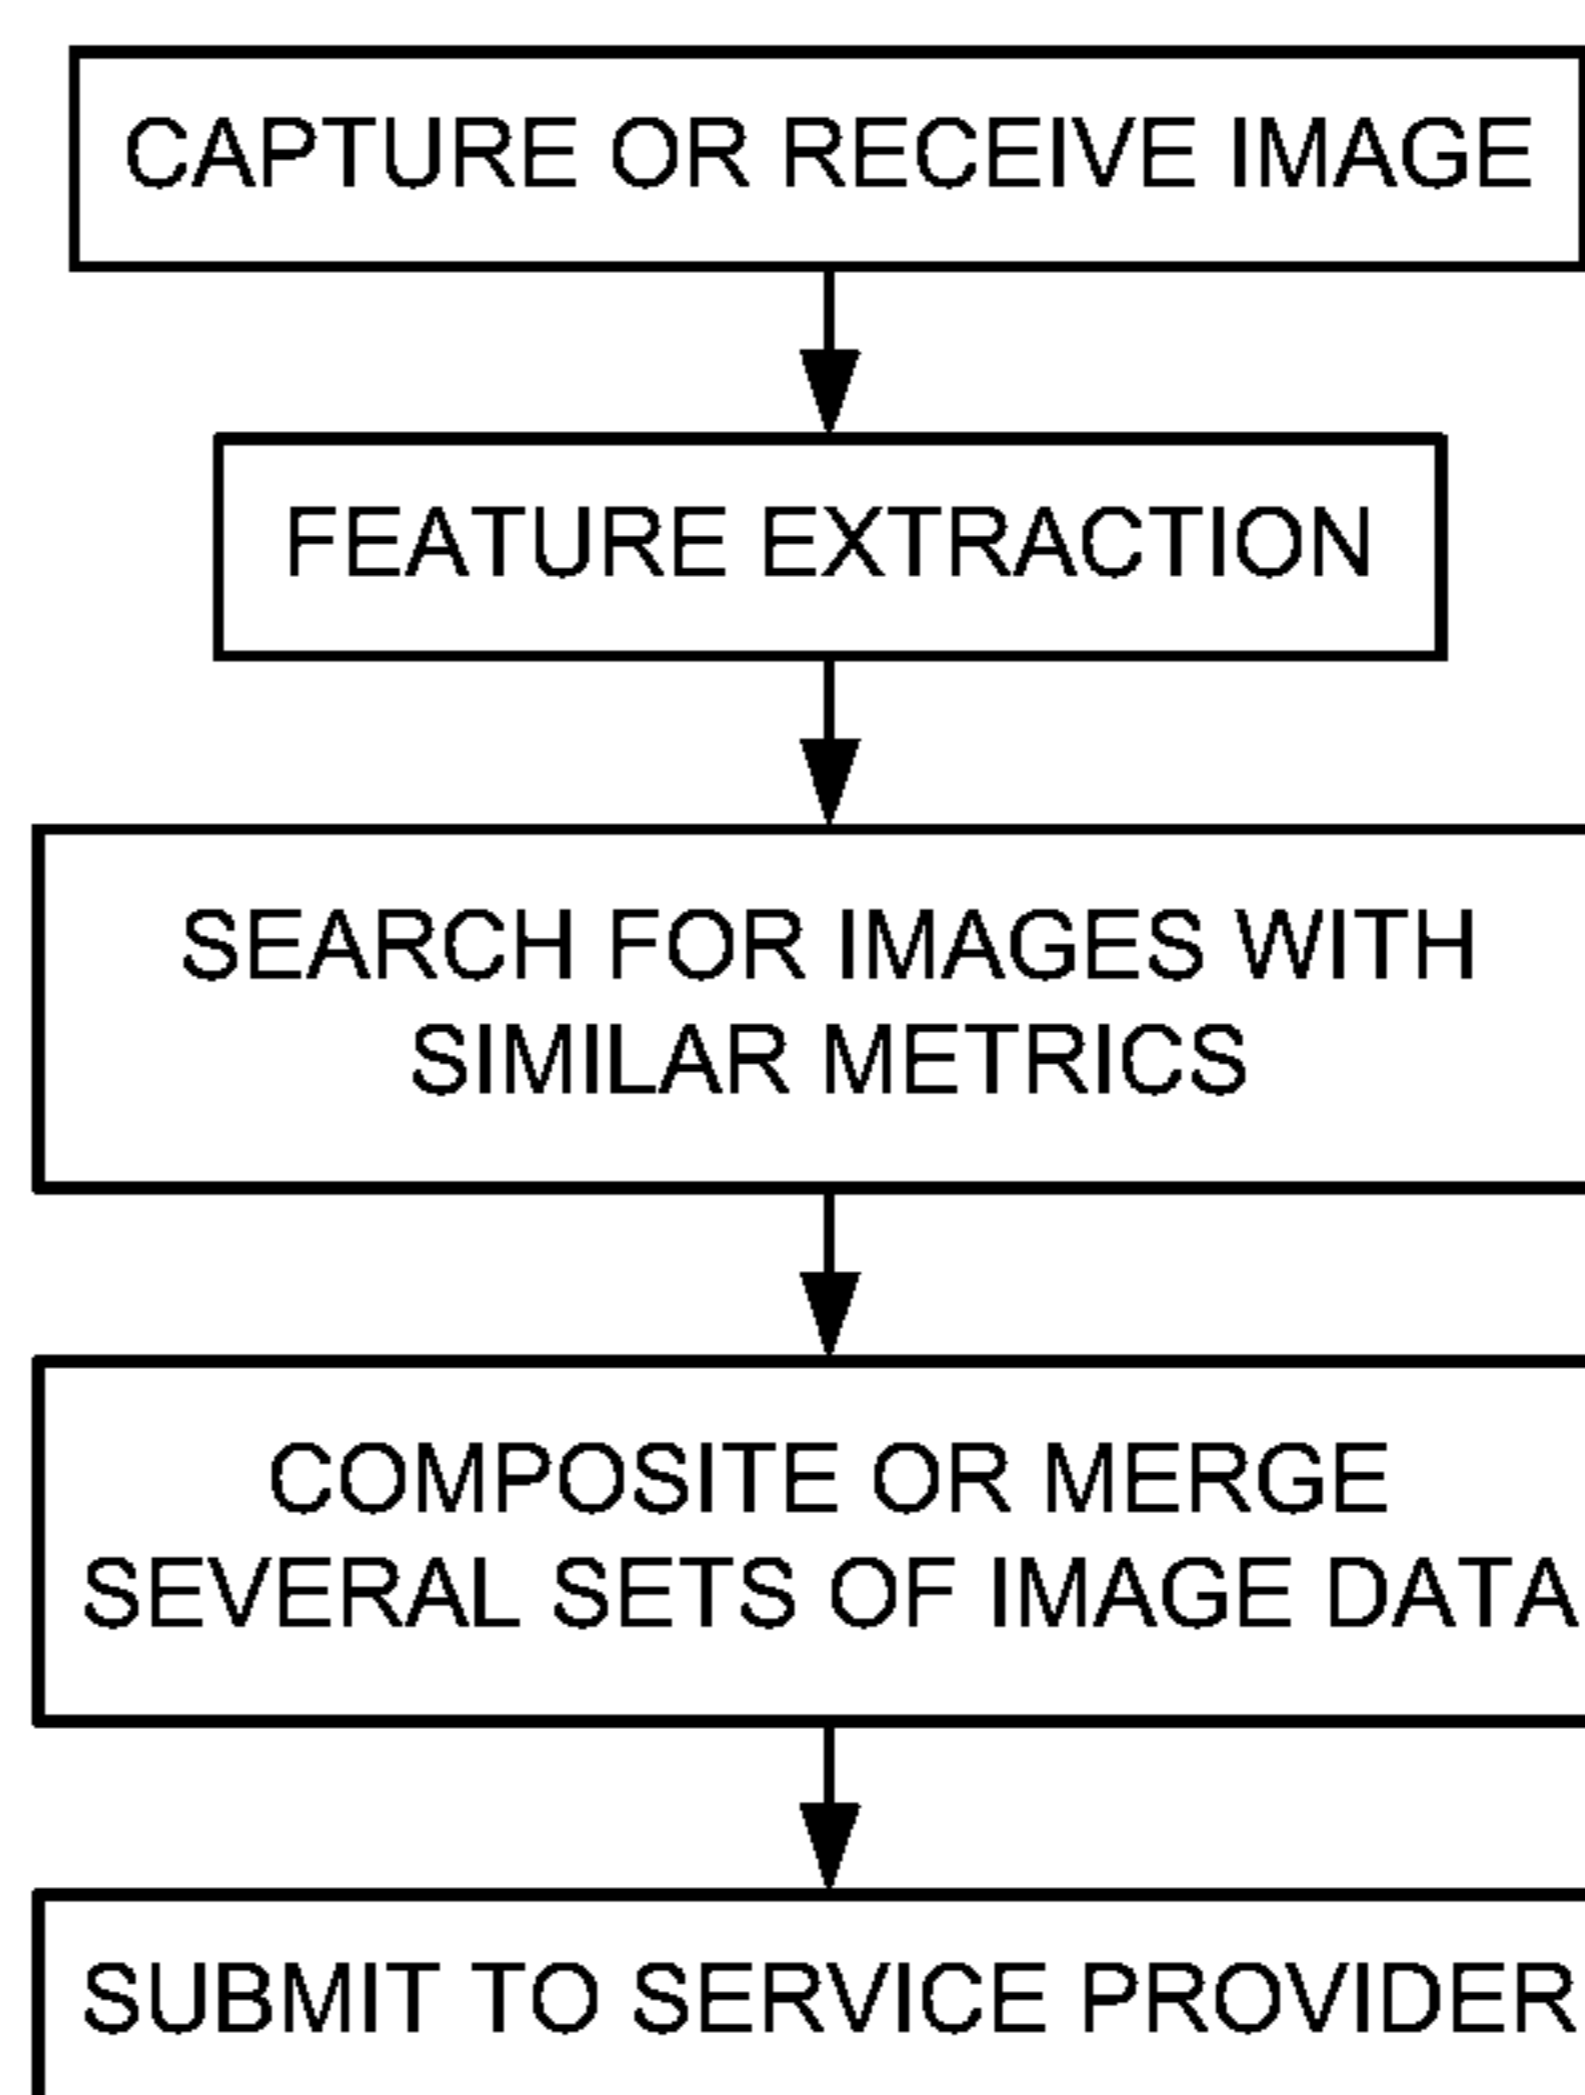 CAPTURE OR RECEIVE IMAGE
FEATURE EXTRACTION
SEARCH FOR IMAGES WITH
SIMILAR METRICS
COMPOSITE OR MERGE
SEVERAL SETS OF IMAGE DATA
SUBMIT TO SERVICE PROVIDER